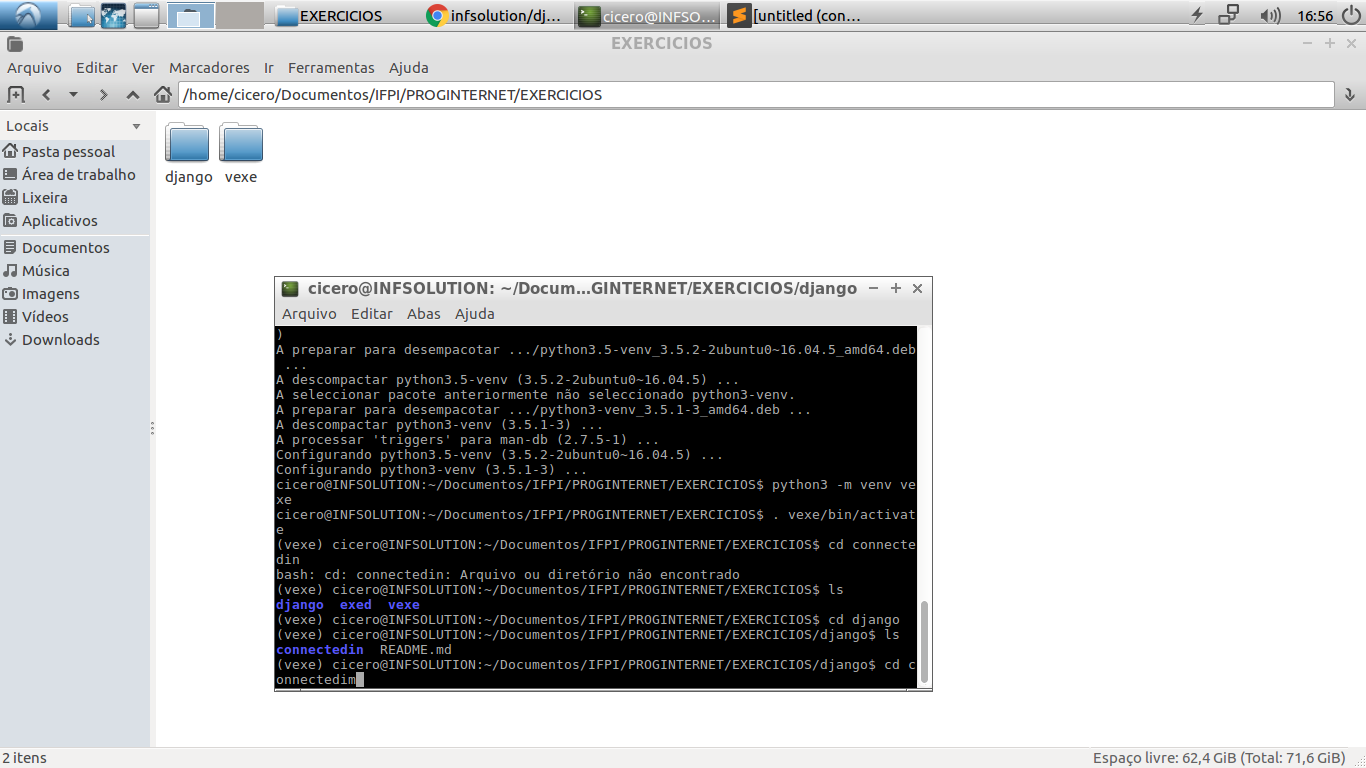 EXERCICIOS
infsolution/dj...
cicero@INFSO...
[untitled (con...
16:56
EXERCICIOS
Arquivo Editar Ver Marcadores Ir Ferramentas Ajuda
/home/cicero/Documentos/IFPI/PROGINTERNET/EXERCICIOS
Locais
Pasta pessoal
Área de trabalho
Lixeira
Aplicativos
Documentos
Música
Imagens
Vídeos
Downloads
django vexe
cicero@INFSOLUTION: ~/Docum...GINTERNET/EXERCICIOS/django
Arquivo Editar Abas Ajuda
)
A preparar para desempacotar .../python3.5-venv_3.5.2-2ubuntu0~16.04.5_amd64.deb
...
A descompactar python3.5-venv (3.5.2-2ubuntu0~16.04.5) ...
A seleccionar pacote anteriormente não seleccionado python3-venv.
A preparar para desempacotar .../python3-venv_3.5.1-3_amd64.deb ...
A descompactar python3-venv (3.5.1-3) ...
A processar 'triggers' para man-db (2.7.5-1) ...
Configurando python3.5-venv (3.5.2-2ubuntu0~16.04.5) ...
Configurando python3-venv (3.5.1-3) ...
cicero@INFSOLUTION:~/Documentos/IFPI/PROGINTERNET/EXERCICIOS$ python3 -m venv ve
xe
cicero@INFSOLUTION:~/Documentos/IFPI/PROGINTERNET/EXERCICIOS$ . vexe/bin/activat
e
(vexe) cicero@INFSOLUTION:~/Documentos/IFPI/PROGINTERNET/EXERCICIOS$ cd connecte
din
bash: cd: connectedin: Arquivo ou diretório não encontrado
(vexe) cicero@INFSOLUTION:~/Documentos/IFPI/PROGINTERNET/EXERCICIOS$ ls
django exed vexe
(vexe) cicero@INFSOLUTION:~/Documentos/IFPI/PROGINTERNET/EXERCICIOS$ cd django
(vexe) cicero@INFSOLUTION:~/Documentos/IFPI/PROGINTERNET/EXERCICIOS/django$ ls
connectedin README.md
(vexe) cicero@INFSOLUTION:~/Documentos/IFPI/PROGINTERNET/EXERCICIOS/django$ cd c
onnectedim
2 itens
Espaço livre: 62,4 GiB (Total: 71,6 GiB)